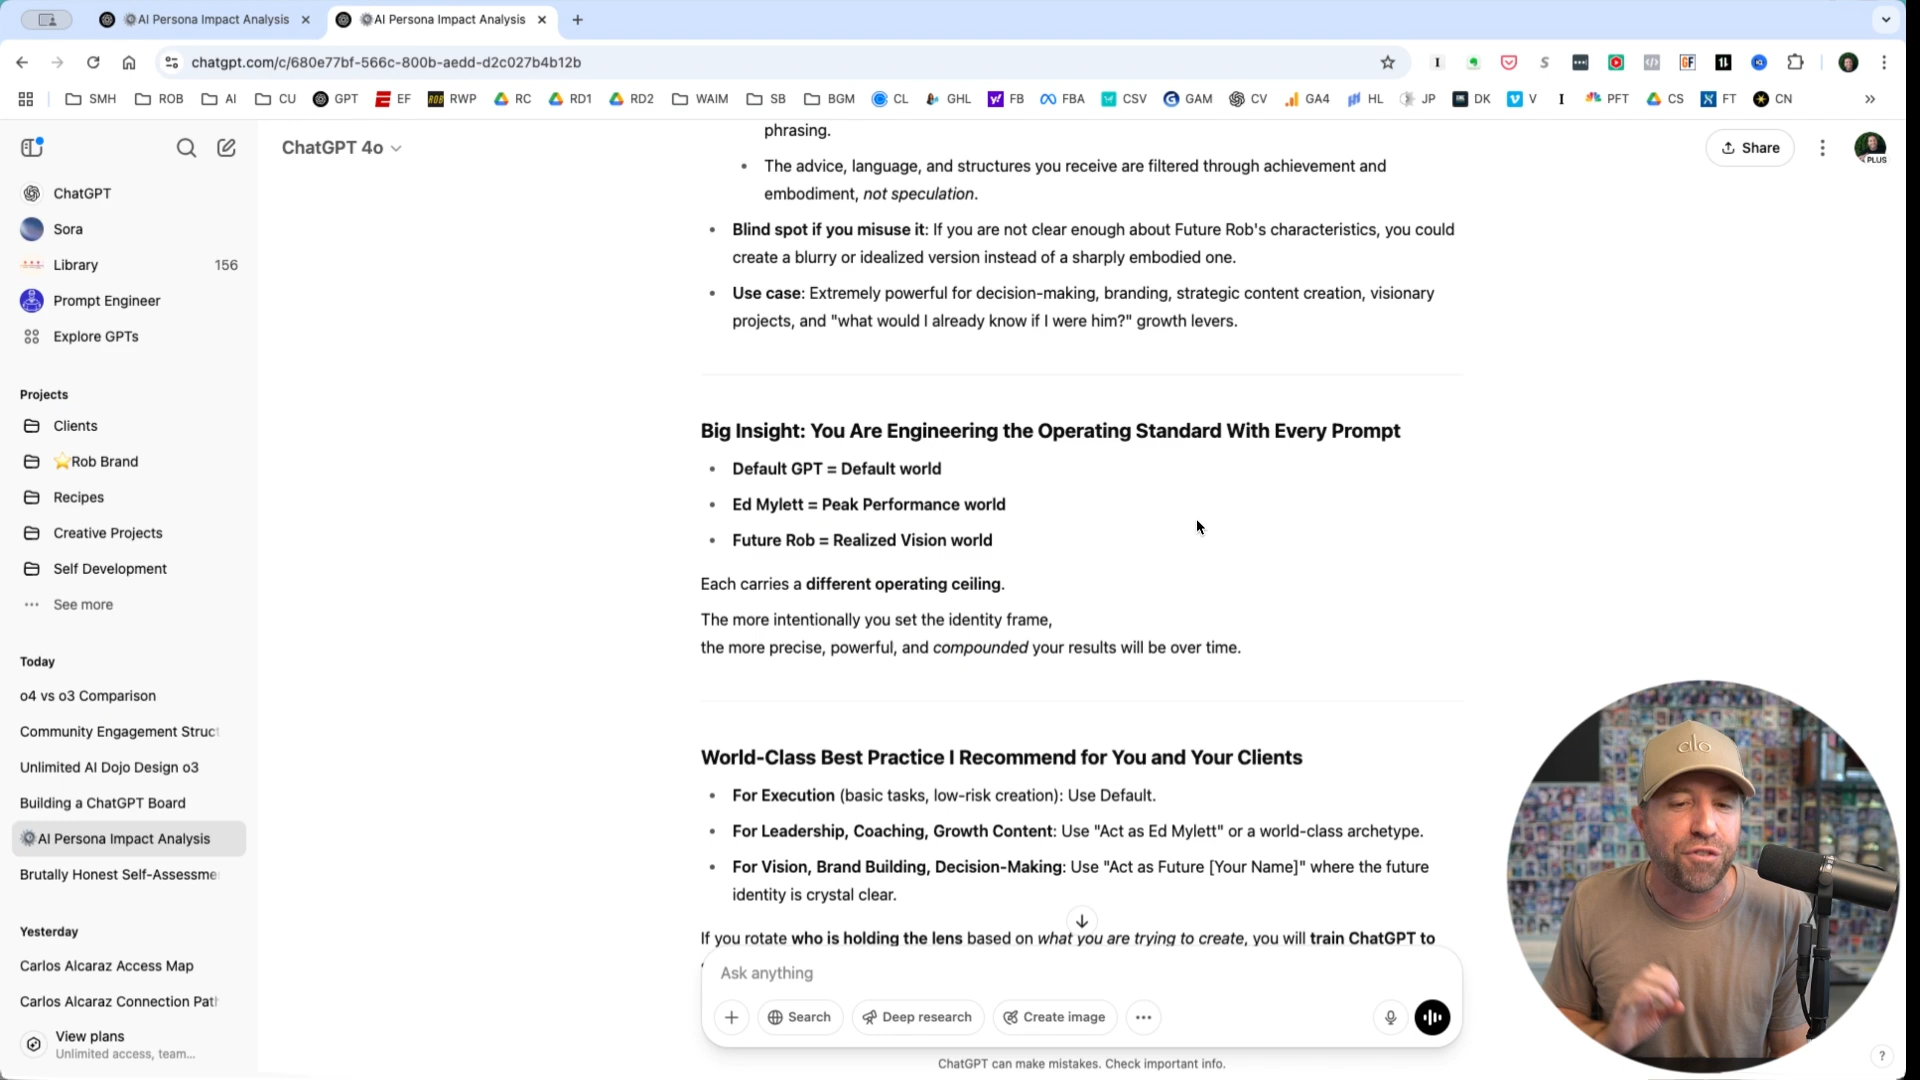 AI Persona Impact Analysis
AI Persona Impact Analysis
chatgpt.com/c/680e77bf-566c-800b-aedd-d2c027b4b12b
SMH
ROB
AI
CU
GPT
EF
RWP
RC
RD1
RD2
WAIM
SB
BGM
CL
GHL
FB
FBA
CSV
GAM
CV
GA4
HL
JP
DK
V
PFT
CS
FT
CN
ChatGPT
Sora
Library 156
Prompt Engineer
Explore GPTs
Projects
Clients
⭐Rob Brand
Recipes
Creative Projects
Self Development
See more
Today
o4 vs o3 Comparison
Community Engagement Struct
Unlimited AI Dojo Design o3
Building a ChatGPT Board
AI Persona Impact Analysis
Brutally Honest Self-Assessme
Yesterday
Carlos Alcaraz Access Map
Carlos Alcaraz Connection Path
View plans
Unlimited access, team...
ChatGPT 4o
Share
PLUS
phrasing.
• The advice, language, and structures you receive are filtered through achievement and
embodiment, not speculation.
• Blind spot if you misuse it: If you are not clear enough about Future Rob's characteristics, you could
create a blurry or idealized version instead of a sharply embodied one.
• Use case: Extremely powerful for decision-making, branding, strategic content creation, visionary
projects, and "what would I already know if I were him?" growth levers.
Big Insight: You Are Engineering the Operating Standard With Every Prompt
• Default GPT = Default world
• Ed Mylett = Peak Performance world
• Future Rob = Realized Vision world
Each carries a different operating ceiling.
The more intentionally you set the identity frame,
the more precise, powerful, and compounded your results will be over time.
World-Class Best Practice I Recommend for You and Your Clients
• For Execution (basic tasks, low-risk creation): Use Default.
• For Leadership, Coaching, Growth Content: Use "Act as Ed Mylett" or a world-class archetype.
• For Vision, Brand Building, Decision-Making: Use "Act as Future [Your Name]" where the future
identity is crystal clear.
If you rotate who is holding the lens based on what you are trying to create, you will train ChatGPT to
Ask anything
Search
Deep research
Create image
ChatGPT can make mistakes. Check important info.
?
alo